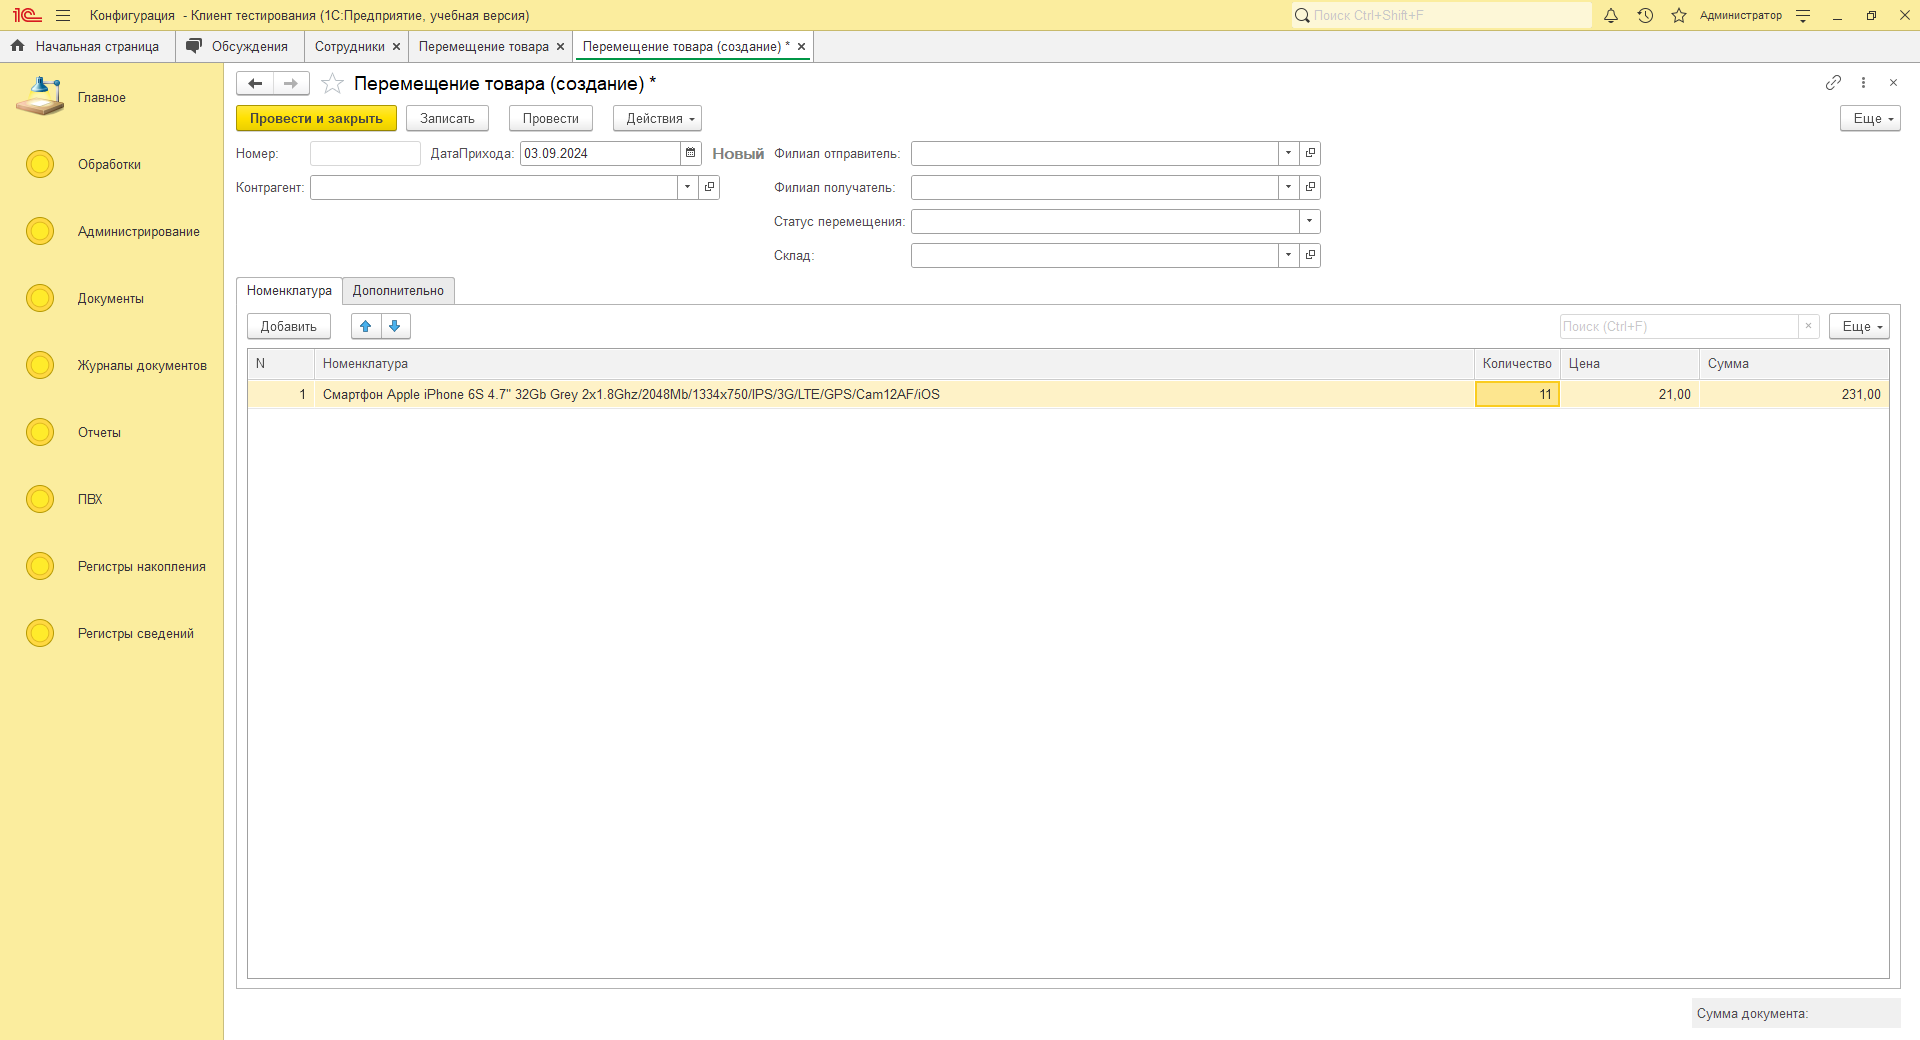 1С Конфигурация - Клиент тестирования (1С:Предприятие, учебная версия) Поиск Ctrl+Shift+F Администратор
Начальная страница Обсуждения Сотрудники Перемещение товара Перемещение товара (создание) *
Главное
Обработки
Администрирование
Документы
Журналы документов
Отчеты
ПВХ
Регистры накопления
Регистры сведений
Перемещение товара (создание) *
Провести и закрыть Записать Провести Действия Еще
Номер: ДатаПрихода: 03.09.2024 Новый Филиал отправитель:
Контрагент: Филиал получатель:
Статус перемещения:
Склад:
Номенклатура Дополнительно
Добавить Поиск (Ctrl+F) Еще
N Номенклатура Количество Цена Сумма
1 Смартфон Apple iPhone 6S 4.7" 32Gb Grey 2x1.8Ghz/2048Mb/1334x750/IPS/3G/LTE/GPS/Cam12AF/iOS 11 21,00 231,00
Сумма документа: